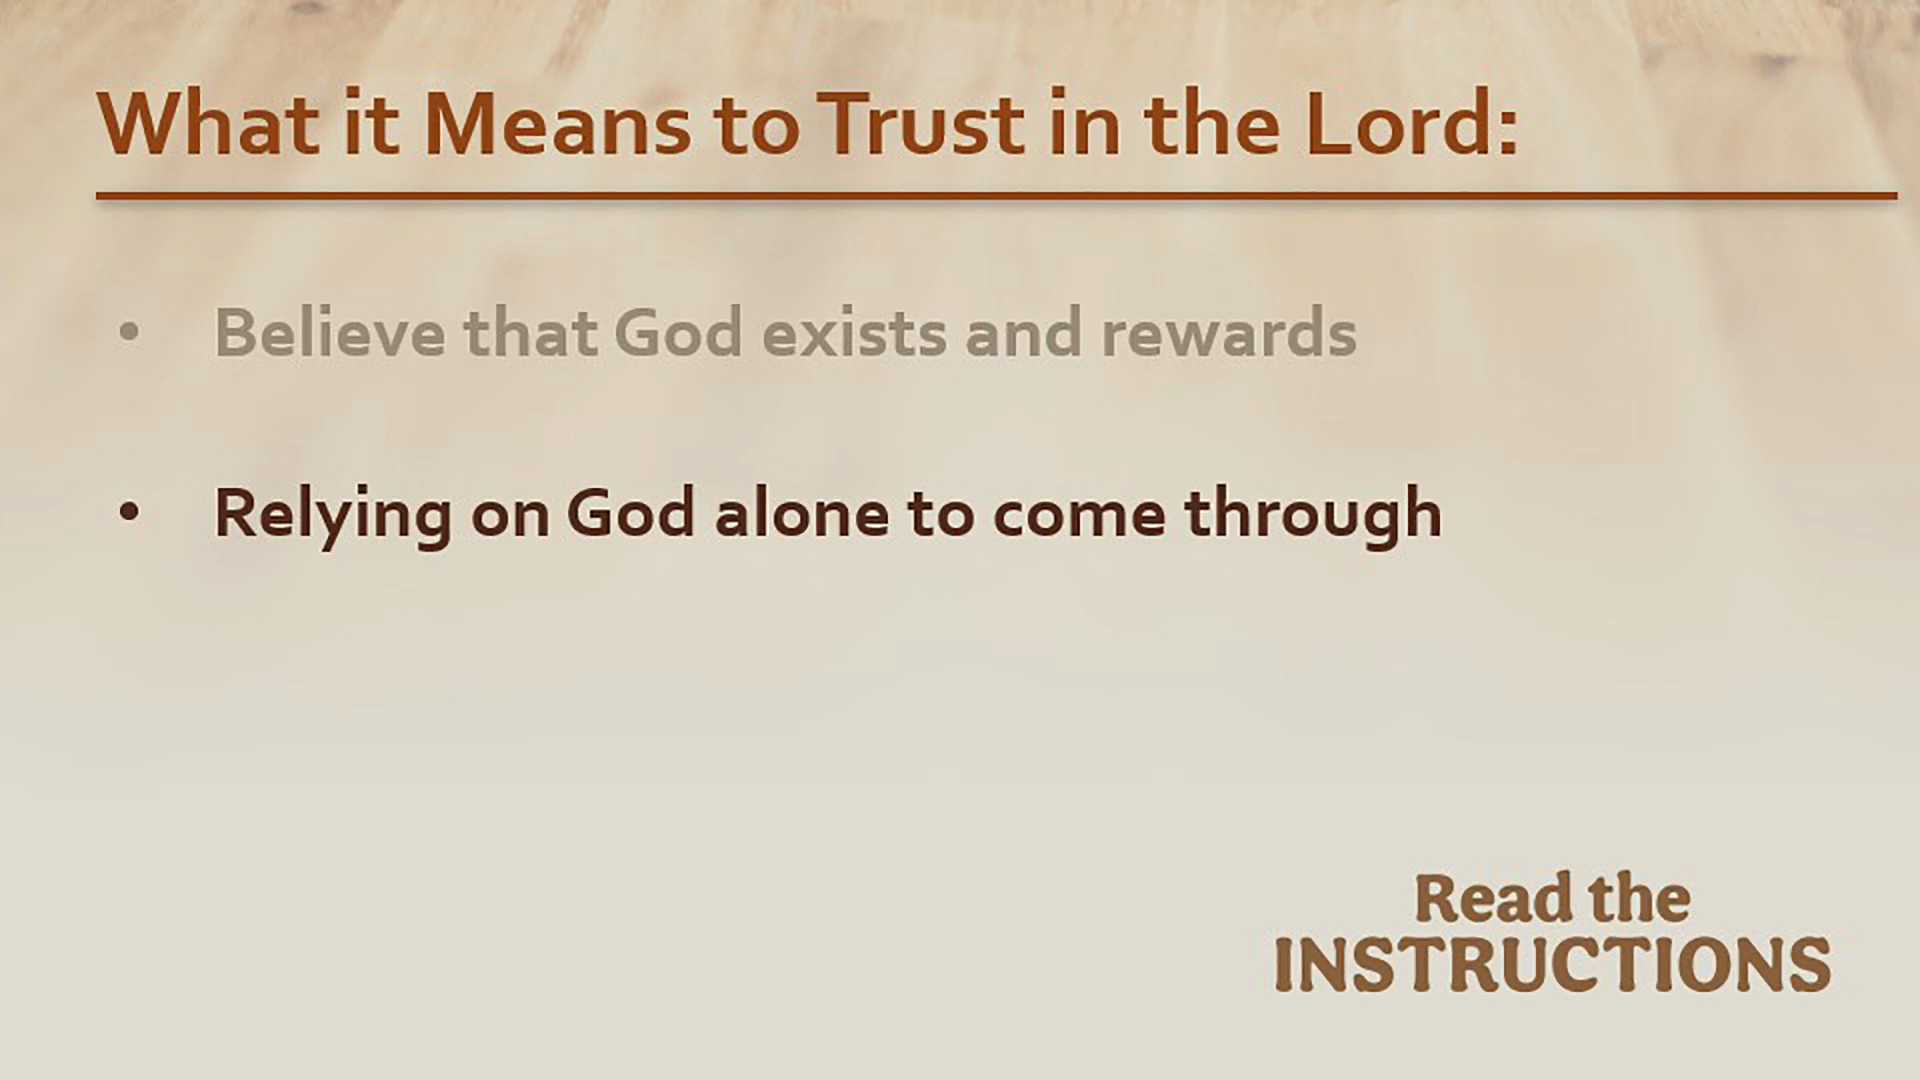 What it Means to Trust in the Lord:
• Believe that God exists and rewards
• Relying on God alone to come through
Read the
INSTRUCTIONS